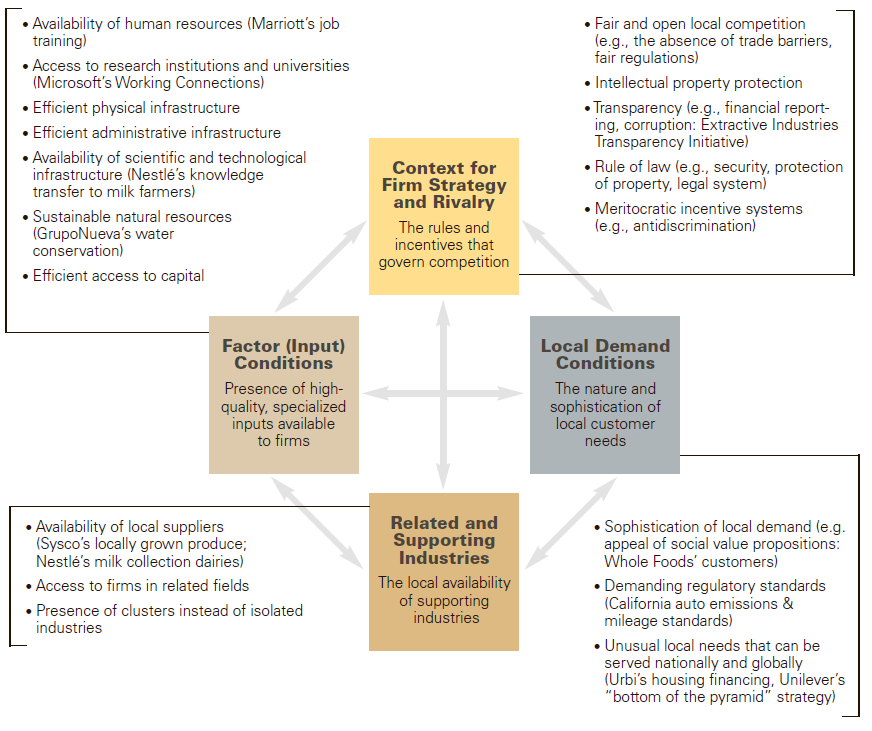 • Availability of human resources (Marriott’s job
training)
• Access to research institutions and universities
(Microsoft’s Working Connections)
• Efficient physical infrastructure
• Efficient administrative infrastructure
• Availability of scientific and technological
infrastructure (Nestlé’s knowledge
transfer to milk farmers)
• Sustainable natural resources
(GrupoNueva’s water
conservation)
• Efficient access to capital
• Fair and open local competition
(e.g., the absence of trade barriers,
fair regulations)
• Intellectual property protection
• Transparency (e.g., financial report-
ing, corruption: Extractive Industries
Transparency Initiative)
• Rule of law (e.g., security, protection
of property, legal system)
• Meritocratic incentive systems
(e.g., antidiscrimination)
Context for
Firm Strategy
and Rivalry
The rules and
incentives that
govern competition
Factor (Input)
Conditions
Presence of high-
quality, specialized
inputs available
to firms
Local Demand
Conditions
The nature and
sophistication of
local customer
needs
Related and
Supporting
Industries
The local availability
of supporting
industries
• Availability of local suppliers
(Sysco’s locally grown produce;
Nestlé’s milk collection dairies)
• Access to firms in related fields
• Presence of clusters instead of isolated
industries
• Sophistication of local demand (e.g.
appeal of social value propositions:
Whole Foods’ customers)
• Demanding regulatory standards
(California auto emissions &
mileage standards)
• Unusual local needs that can be
served nationally and globally
(Urbi’s housing financing, Unilever’s
“bottom of the pyramid” strategy)